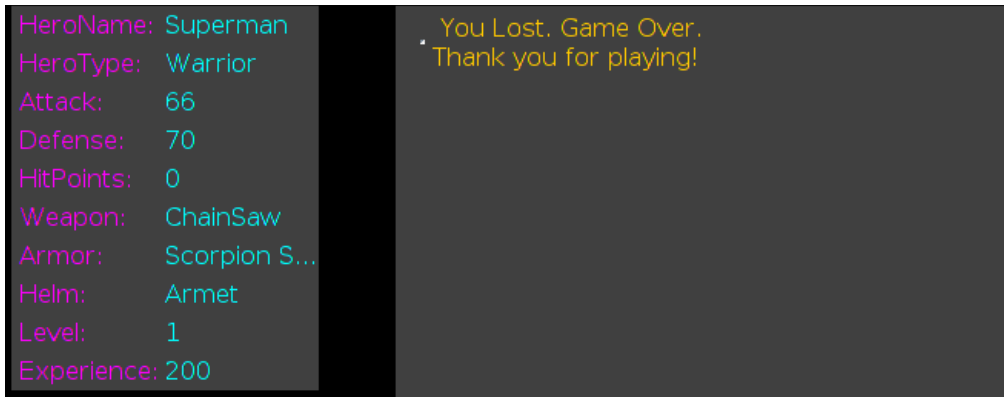 HeroName: Superman
HeroType: Warrior
Attack: 66
Defense: 70
HitPoints: 0
Weapon: ChainSaw
Armor: Scorpion S...
Helm: Armet
Level: 1
Experience: 200
You Lost. Game Over.
Thank you for playing!